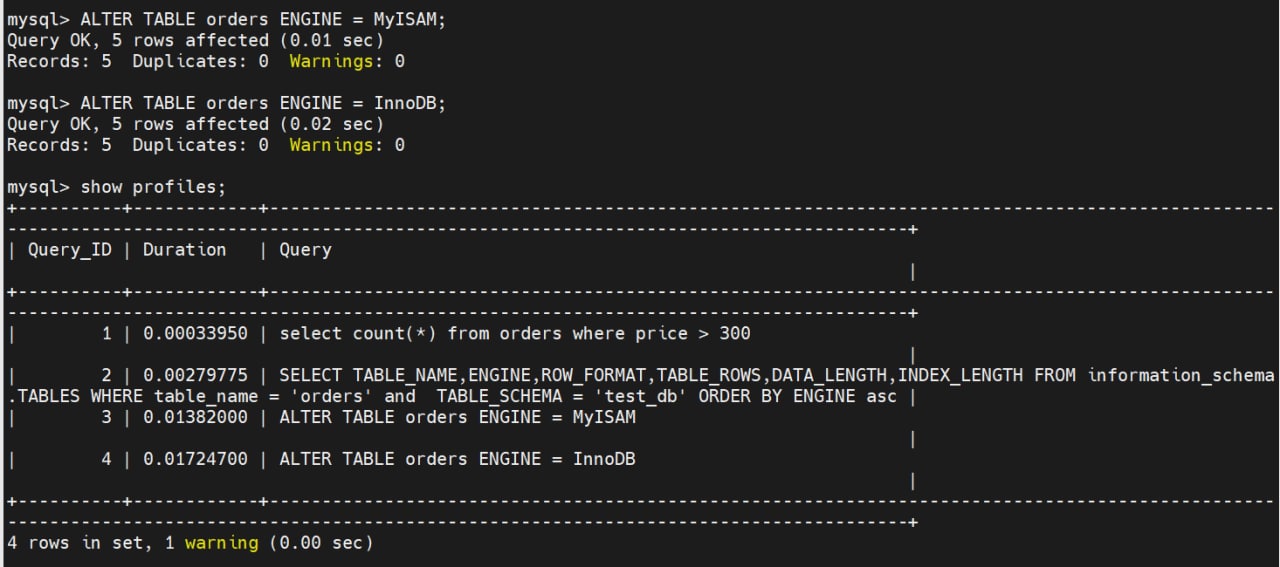 mysql> ALTER TABLE orders ENGINE = MyISAM;
Query OK, 5 rows affected (0.01 sec)
Records: 5  Duplicates: 0  Warnings: 0

mysql> ALTER TABLE orders ENGINE = InnoDB;
Query OK, 5 rows affected (0.02 sec)
Records: 5  Duplicates: 0  Warnings: 0

mysql> show profiles;
+----------+------------+------------------------------------------------------------------------------------------------
--------------------------------------------------------------------------------------+
| Query_ID | Duration   | Query
                                                                                      |
+----------+------------+------------------------------------------------------------------------------------------------
--------------------------------------------------------------------------------------+
|        1 | 0.00033950 | select count(*) from orders where price > 300
                                                                                      |
|        2 | 0.00279775 | SELECT TABLE_NAME,ENGINE,ROW_FORMAT,TABLE_ROWS,DATA_LENGTH,INDEX_LENGTH FROM information_schema
.TABLES WHERE table_name = 'orders' and  TABLE_SCHEMA = 'test_db' ORDER BY ENGINE asc |
|        3 | 0.01382000 | ALTER TABLE orders ENGINE = MyISAM
                                                                                      |
|        4 | 0.01724700 | ALTER TABLE orders ENGINE = InnoDB
                                                                                      |
+----------+------------+------------------------------------------------------------------------------------------------
--------------------------------------------------------------------------------------+
4 rows in set, 1 warning (0.00 sec)